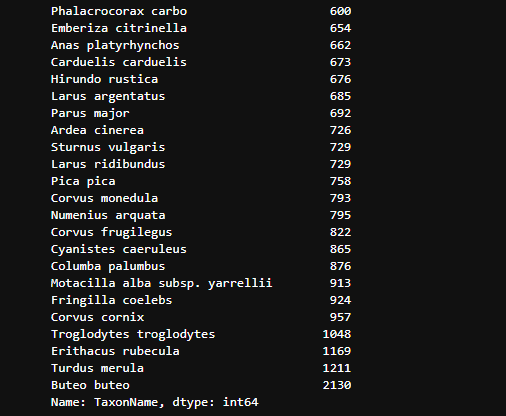 Phalacrocorax carbo 600
Emberiza citrinella 654
Anas platyrhynchos 662
Carduelis carduelis 673
Hirundo rustica 676
Larus argentatus 685
Parus major 692
Ardea cinerea 726
Sturnus vulgaris 729
Larus ridibundus 729
Pica pica 758
Corvus monedula 793
Numenius arquata 795
Corvus frugilegus 822
Cyanistes caeruleus 865
Columba palumbus 876
Motacilla alba subsp. yarrellii 913
Fringilla coelebs 924
Corvus cornix 957
Troglodytes troglodytes 1048
Erithacus rubecula 1169
Turdus merula 1211
Buteo buteo 2130
Name: TaxonName, dtype: int64